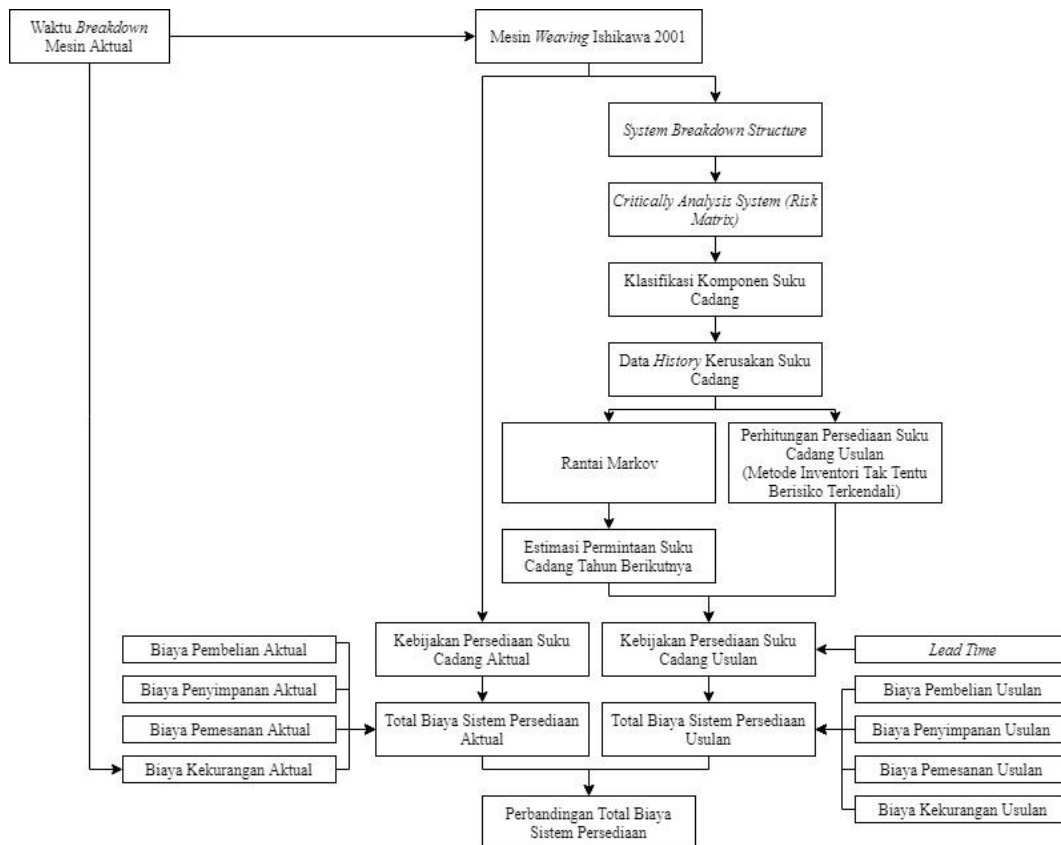 Waktu Breakdown
Mesin Aktual
Mesin Weaving Ishikawa 2001
System Breakdown Structure
Critically Analysis System (Risk
Matrix)
Klasifikasi Komponen Suku
Cadang
Data History Kerusakan Suku
Cadang
Rantai Markov
Perhitungan Persediaan Suku
Cadang Usulan
(Metode Inventori Tak Tentu
Berisiko Terkendali)
Estimasi Permintaan Suku
Cadang Tahun Berikutnya
Kebijakan Persediaan Suku
Cadang Aktual
Kebijakan Persediaan Suku
Cadang Usulan
Lead Time
Biaya Pembelian Aktual
Biaya Penyimpanan Aktual
Biaya Pemesanan Aktual
Biaya Kekurangan Aktual
Total Biaya Sistem Persediaan
Aktual
Total Biaya Sistem Persediaan
Usulan
Biaya Pembelian Usulan
Biaya Penyimpanan Usulan
Biaya Pemesanan Usulan
Biaya Kekurangan Usulan
Perbandingan Total Biaya
Sistem Persediaan